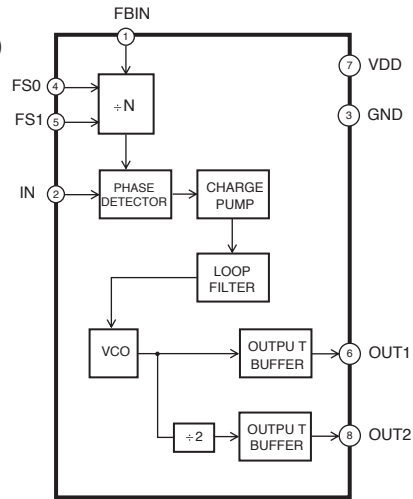 FBIN
1
)
7 VDD
FS0 4
÷N
3 GND
FS1 5
IN 2
PHASE
DETECTOR
CHARGE
PUMP
LOOP
FILTER
VCO
OUTPU T
BUFFER
6 OUT1
÷2
OUTPU T
BUFFER
8 OUT2